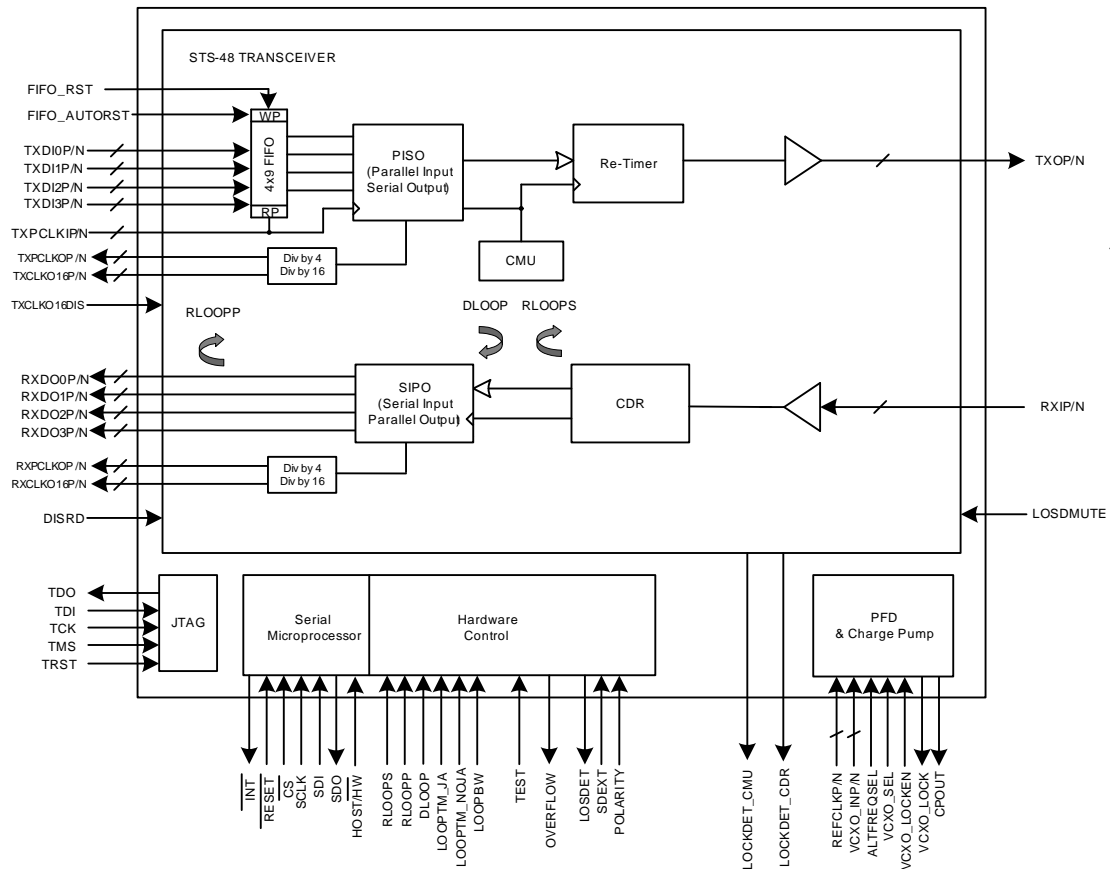 STS-48 TRANSCEIVER
FIFO_RST
FIFO_AUTORST
WP
4x9 FIFO
RP
TXDI0P/N
TXDI1P/N
TXDI2P/N
TXDI3P/N
TXPCLKIP/N
TXPCLKOP/N
TXCLKO16P/N
TXCLKO16DIS
PISO
(Parallel Input
Serial Output)
Re-Timer
TXOP/N
Div by 4
Div by 16
CMU
RLOOPP
DLOOP
RLOOPS
RXDO0P/N
RXDO1P/N
RXDO2P/N
RXDO3P/N
SIPO
(Serial Input
Parallel Output)
CDR
RXIP/N
RXPCLKOP/N
RXCLKO16P/N
Div by 4
Div by 16
DISRD
LOSDMUTE
TDO
TDI
TCK
TMS
TRST
JTAG
Serial
Microprocessor
Hardware
Control
PFD
& Charge Pump
INT
RESET
CS
SCLK
SDI
SDO
HOST/HW
RLOOPS
RLOOPP
DLOOP
LOOPTM_JA
LOOPTM_NOJA
LOOPBW
TEST
OVERFLOW
LOSDET
SDEXT
POLARITY
LOCKDET_CMU
LOCKDET_CDR
REFCLKP/N
VCXO_INP/N
ALTFREQSEL
VCXO_SEL
VCXO_LOCKEN
VCXO_LOCK
CPOUT